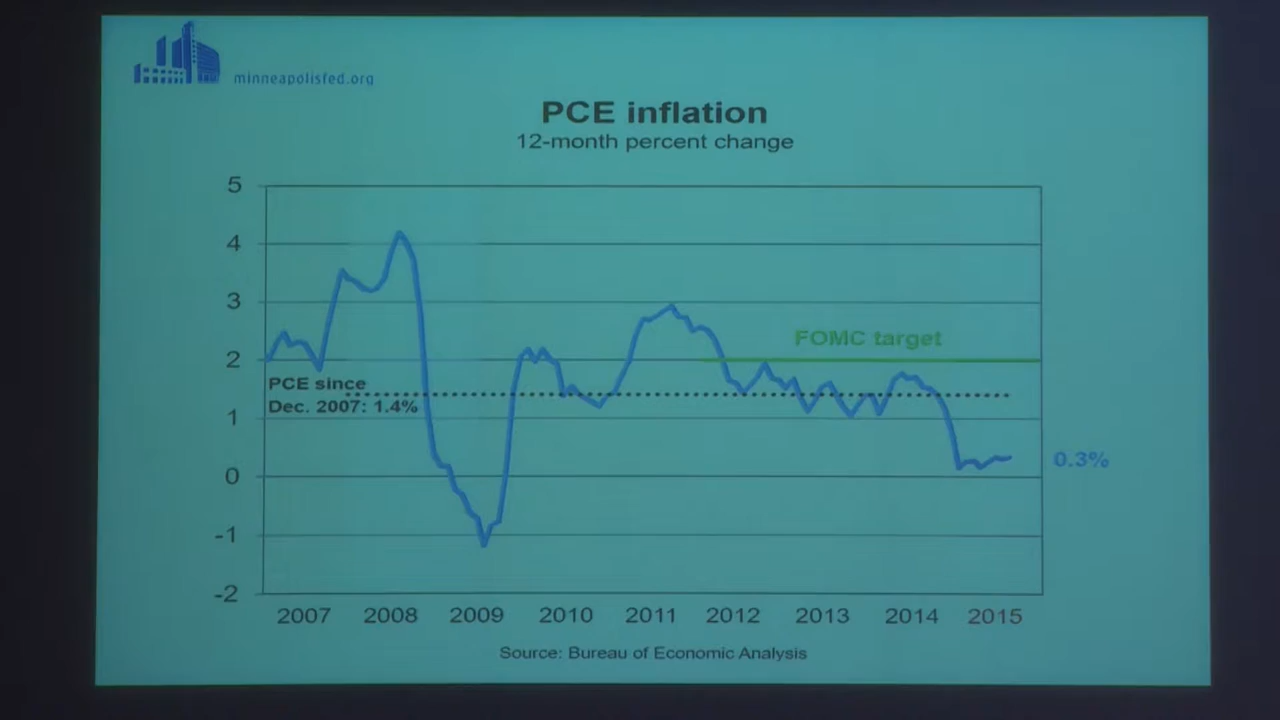 minneapolisfed.org
PCE inflation
12-month percent change
5
4
3
2
1
0
-1
-2
FOMC target
PCE since
Dec. 2007: 1.4%
0.3%
2007 2008 2009 2010 2011 2012 2013 2014 2015
Source: Bureau of Economic Analysis